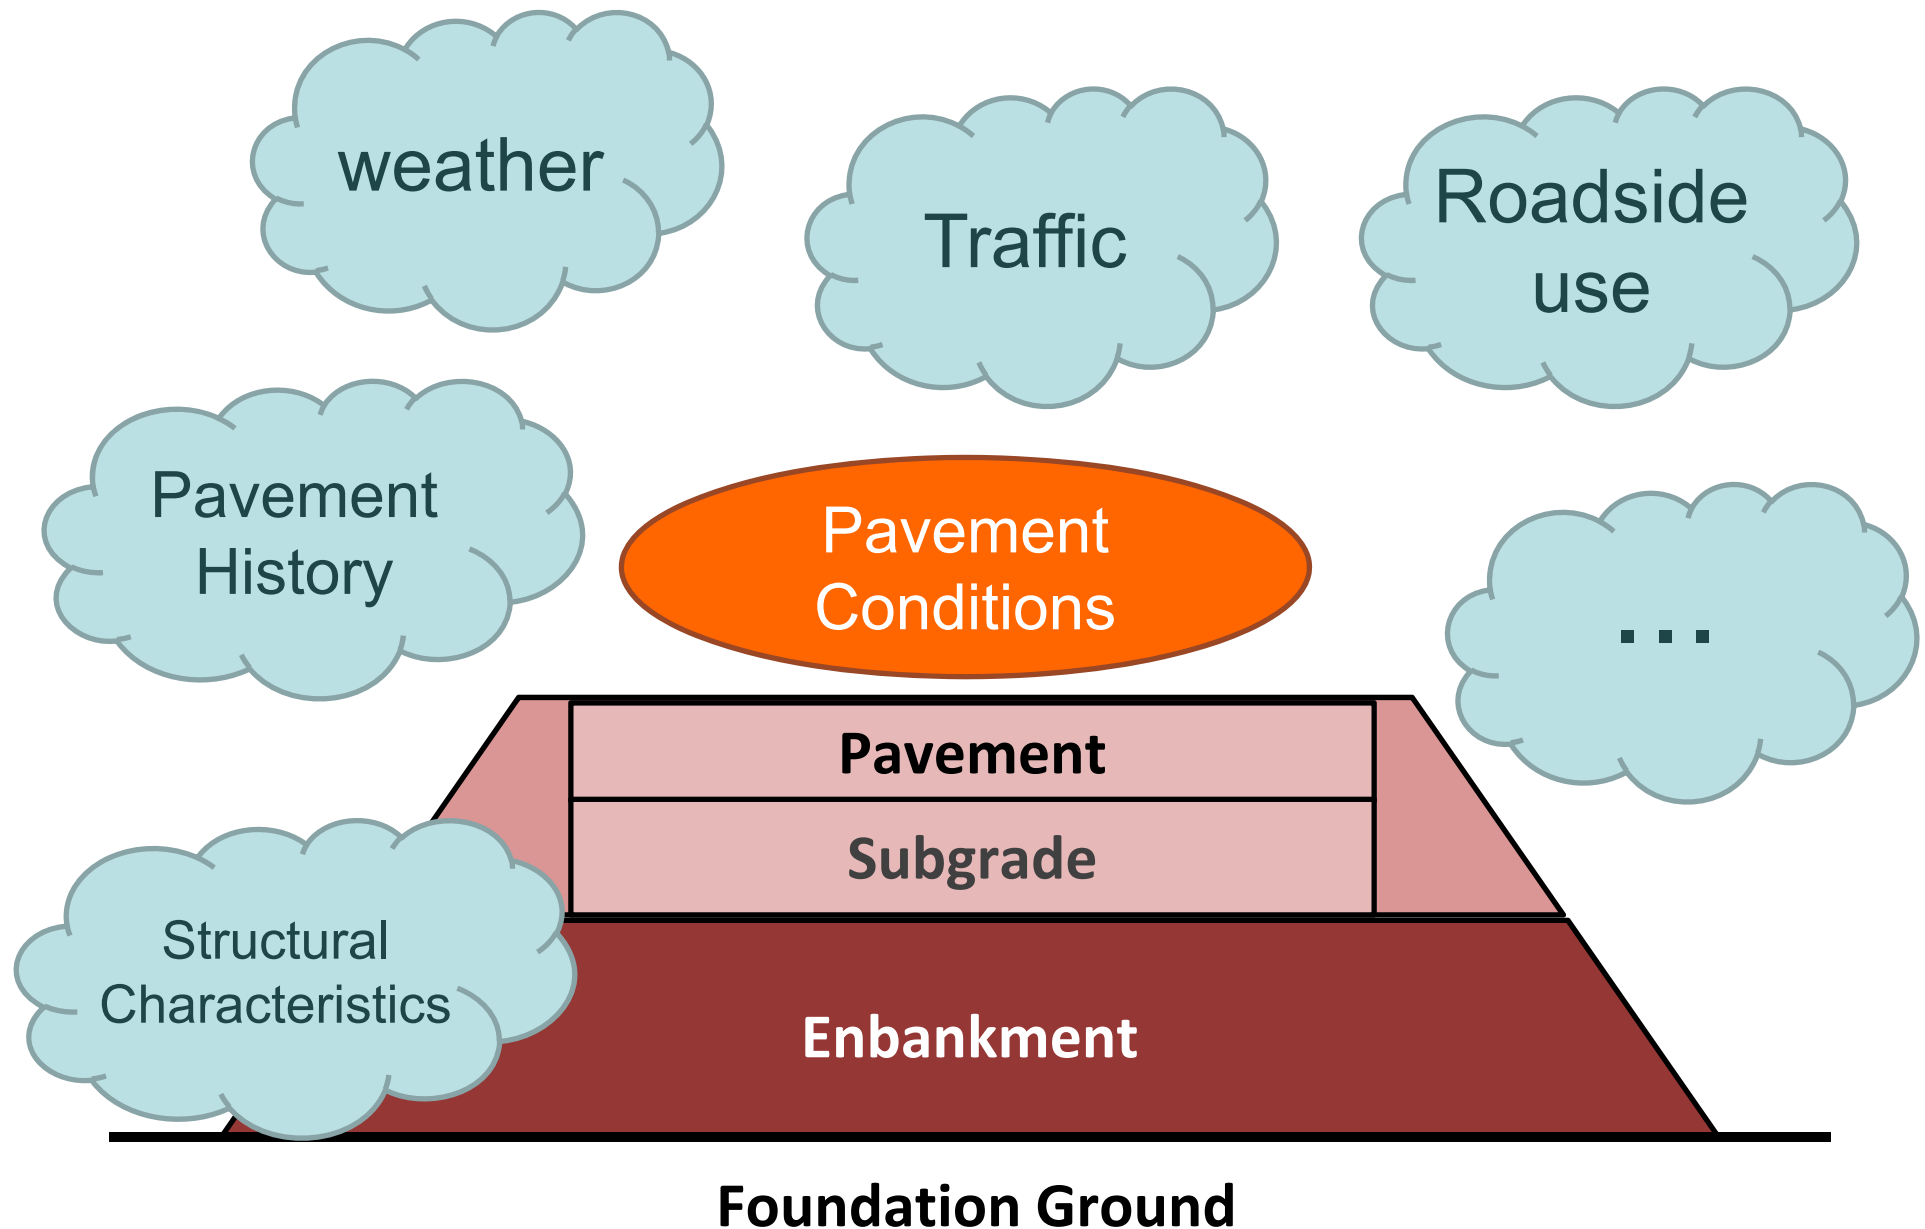 weather
Traffic
Roadside
use
Pavement
History
Pavement
Conditions
...
Pavement
Subgrade
Structural
Characteristics
Enbankment
Foundation Ground